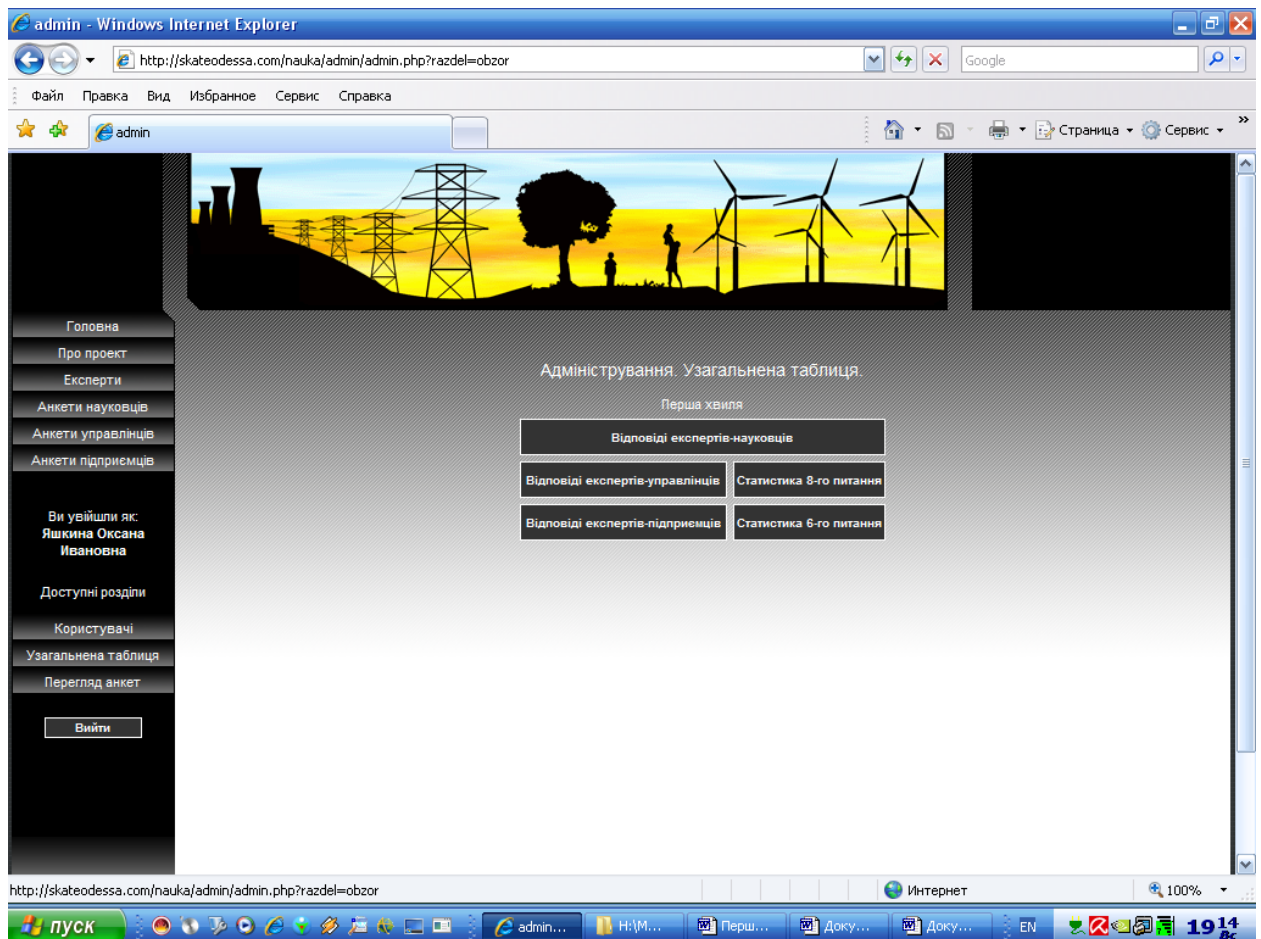 admin - Windows Internet Explorer
http://skateodessa.com/nauka/admin/admin.php?razdel=obzor
Google
Файл Правка Вид Избранное Сервис Справка
admin
Страница Сервис »
Головна
Про проект
Експерти
Анкети науковців
Анкети управлінців
Анкети підприємців
Ви увійшли як:
Яшкина Оксана
Ивановна
Доступні розділи
Користувачі
Узагальнена таблиця
Перегляд анкет
Вийти
Адміністрування. Узагальнена таблиця.
Перша хвиля
Відповіді експертів-науковців
Відповіді експертів-управлінців Статистика 8-го питання
Відповіді експертів-підприємців Статистика 6-го питання
http://skateodessa.com/nauka/admin/admin.php?razdel=obzor
Интернет
100%
пуск admin... H:\М... Перш... Доку... Доку... EN 19 14 Вс